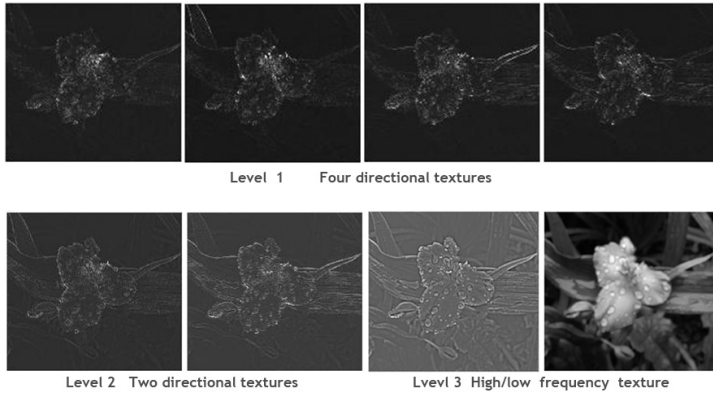 Level 1 Four directional textures
Level 2 Two directional textures
Lvevl 3 High/low frequency texture